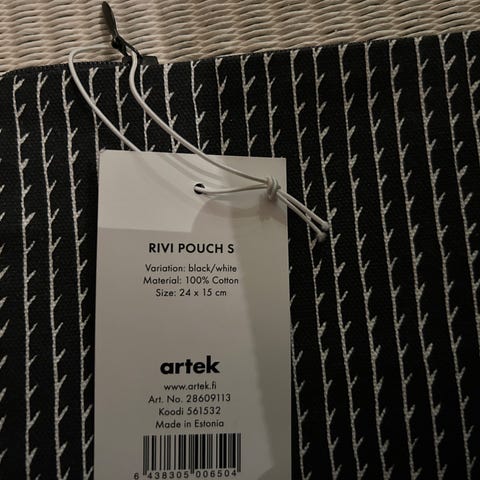 RIVI POUCH S
Variation: black/white
Material: 100% Cotton
Size: 24 x 15 cm
artek
www.artek.fi
Art. No. 28609113
Koodi 561532
Made in Estonia
6 438305 006504